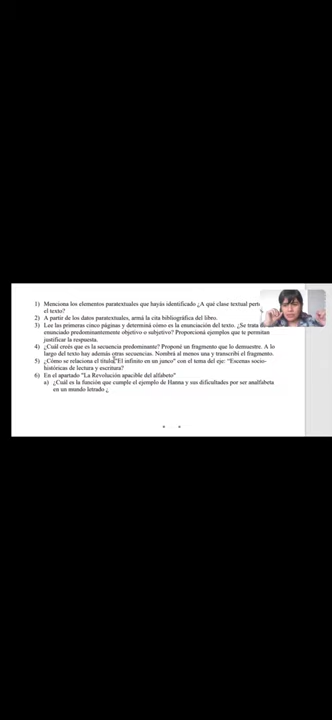 1) Menciona los elementos paratextuales que hayás identificado ¿A qué clase textual
el texto?
2) A partir de los datos paratextuales, armá la cita bibliográfica del libro.
3) Lee las primeras cinco páginas y determiná cómo es la enunciación del texto. ¿Se trata de
enunciado predominantemente objetivo o subjetivo? Proporcioná ejemplos que te permitan
justificar la respuesta.
4) ¿Cuál creés que es la secuencia predominante? Proponé un fragmento que lo demuestre. A lo
largo del texto hay además otras secuencias. Nombrá al menos una y transcribí el fragmento.
5) ¿Cómo se relaciona el título "El infinito en un junco" con el tema del eje: "Escenas socio-
históricas de lectura y escritura?
6) En el apartado "La Revolución apacible del alfabeto"
a) ¿Cuál es la función que cumple el ejemplo de Hanna y sus dificultades por ser analfabeta
en un mundo letrado ¿